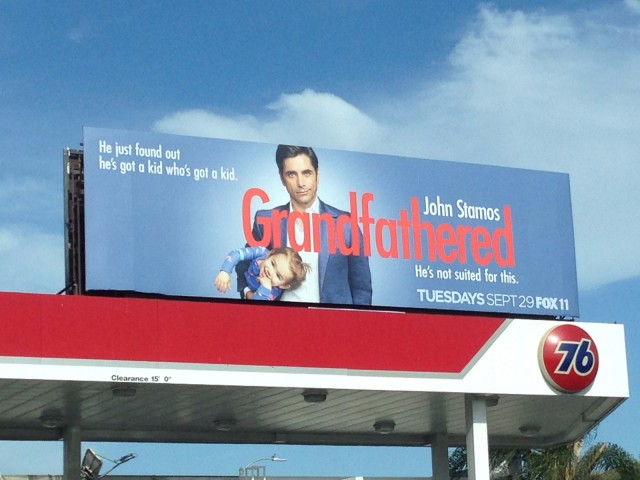 He just found out
he's got a kid who's got a kid.
John Stamos
Grandfathered
He's not suited for this.
TUESDAYS SEPT 29 FOX 11
76
Clearance 15' 0"